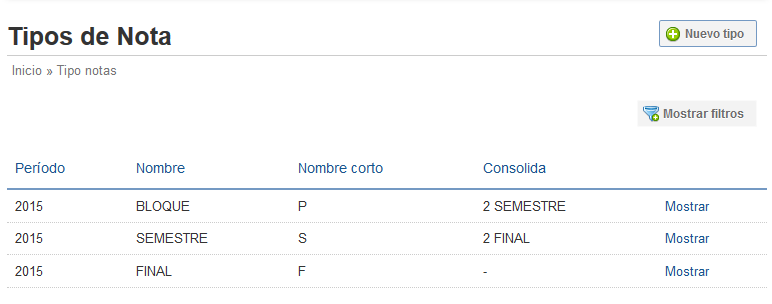 Tipos de Nota
Nuevo tipo
Inicio » Tipo notas
Mostrar filtros
Período Nombre Nombre corto Consolida
2015 BLOQUE P 2 SEMESTRE Mostrar
2015 SEMESTRE S 2 FINAL Mostrar
2015 FINAL F - Mostrar